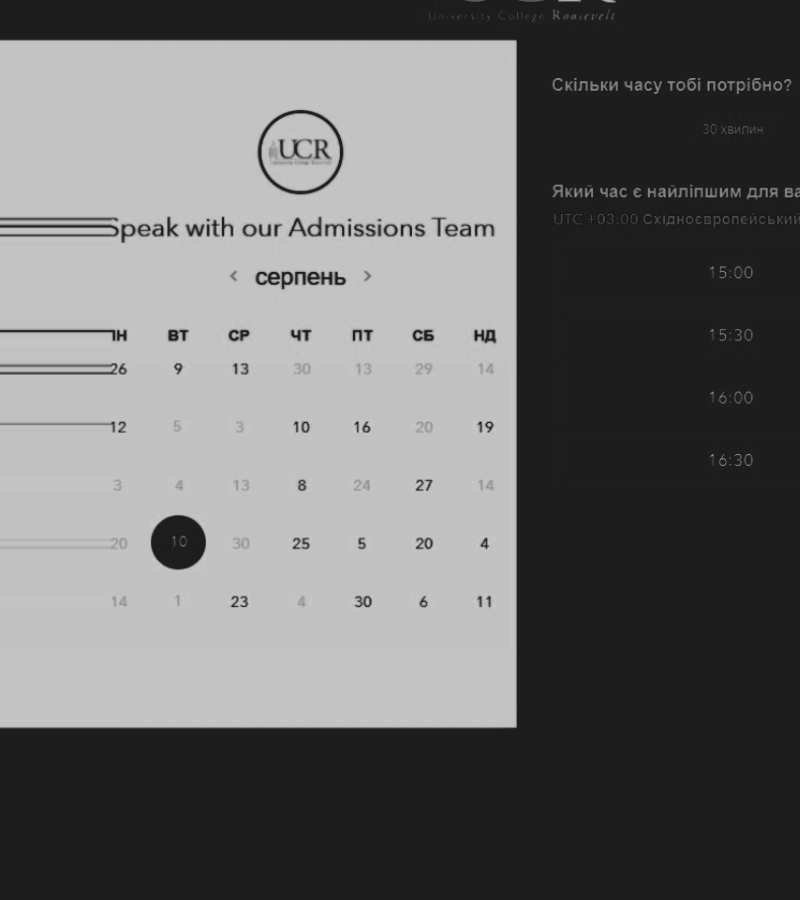 University College Roosevelt
UCR
Speak with our Admissions Team
< серпень >
ІН ВТ СР ЧТ ПТ СБ НД
26 9 13 30 13 29 14
12 5 3 10 16 20 19
3 4 13 8 24 27 14
20 10 30 25 5 20 4
14 1 23 4 30 6 11
Скільки часу тобі потрібно?
30 хвилин
Який час є найліпшим для ва
UTC +03:00 Східноєвропейський
15:00
15:30
16:00
16:30